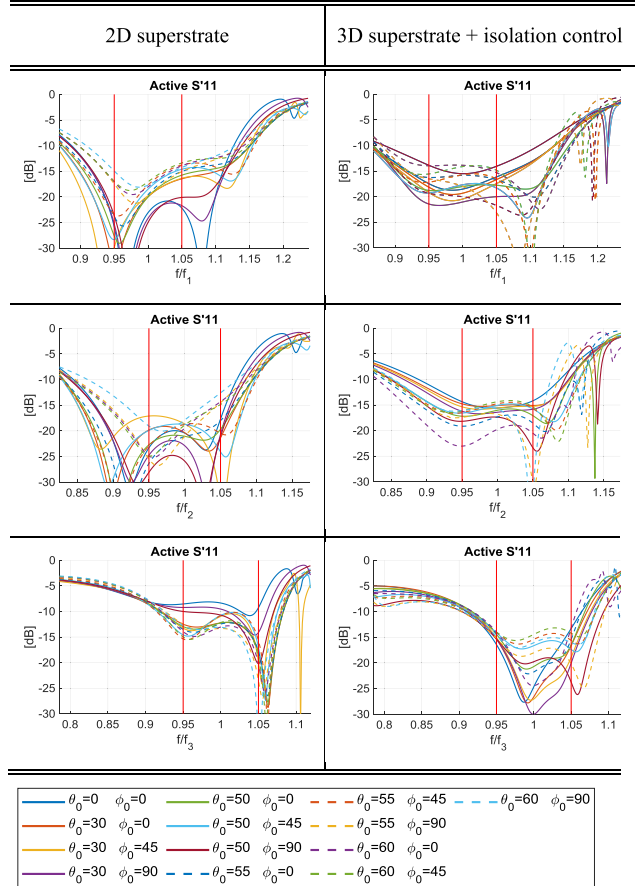 2D superstrate 3D superstrate + isolation control
Active S'11 Active S'11
0 0
-5 -5
-10 -10
-15 -15
-20 -20
-25 -25
-30 -30
[dB] [dB]
0.9 0.95 1 1.05 1.1 1.15 1.2 0.9 0.95 1 1.05 1.1 1.15 1.2
f/f1 f/f1
Active S'11 Active S'11
0 0
-5 -5
-10 -10
-15 -15
-20 -20
-25 -25
-30 -30
[dB] [dB]
0.85 0.9 0.95 1 1.05 1.1 1.15 0.85 0.9 0.95 1 1.05 1.1 1.15
f/f2 f/f2
Active S'11 Active S'11
0 0
-5 -5
-10 -10
-15 -15
-20 -20
-25 -25
-30 -30
[dB] [dB]
0.8 0.85 0.9 0.95 1 1.05 1.1 0.8 0.85 0.9 0.95 1 1.05 1.1
f/f3 f/f3
θ0=0 ϕ0=0 θ0=50 ϕ0=0 θ0=55 ϕ0=45 θ0=60 ϕ0=90
θ0=30 ϕ0=0 θ0=50 ϕ0=45 θ0=55 ϕ0=90
θ0=30 ϕ0=45 θ0=50 ϕ0=90 θ0=60 ϕ0=0
θ0=30 ϕ0=90 θ0=55 ϕ0=0 θ0=60 ϕ0=45